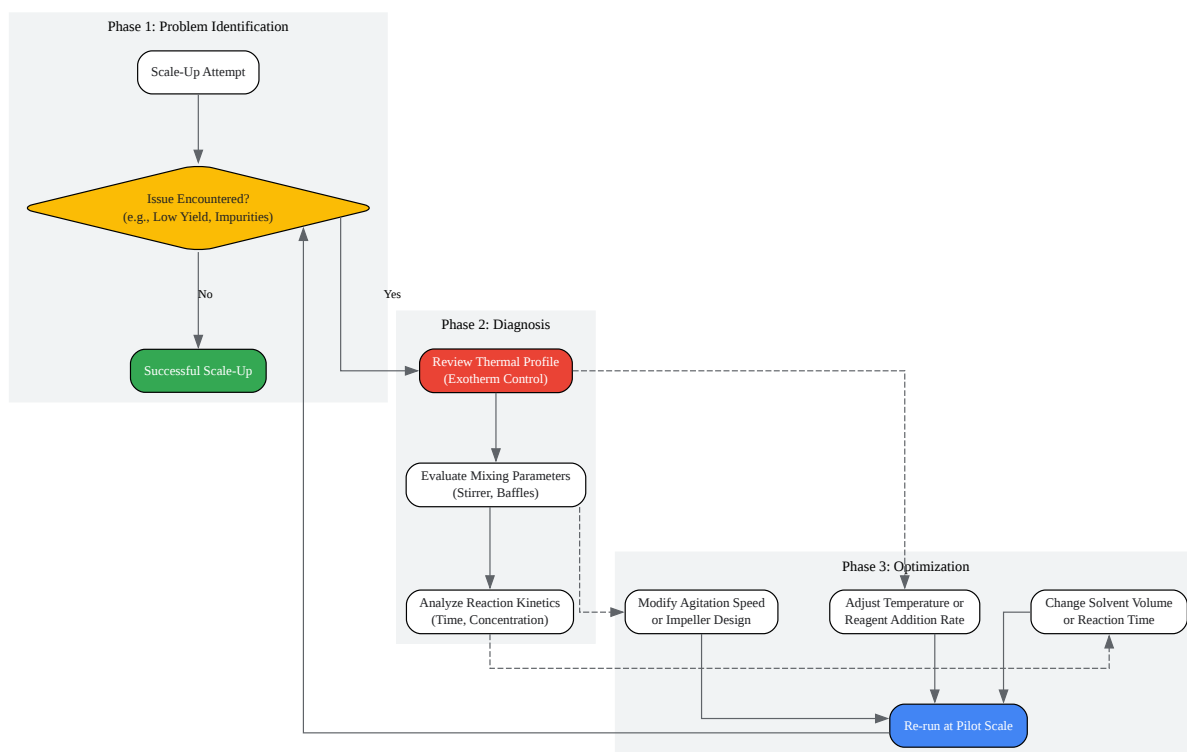 Phase 1: Problem Identification
Scale-Up Attempt
Issue Encountered?
(e.g., Low Yield, Impurities)
No
Yes
Successful Scale-Up
Phase 2: Diagnosis
Review Thermal Profile
(Exotherm Control)
Evaluate Mixing Parameters
(Stirrer, Baffles)
Analyze Reaction Kinetics
(Time, Concentration)
Phase 3: Optimization
Modify Agitation Speed
or Impeller Design
Adjust Temperature or
Reagent Addition Rate
Change Solvent Volume
or Reaction Time
Re-run at Pilot Scale